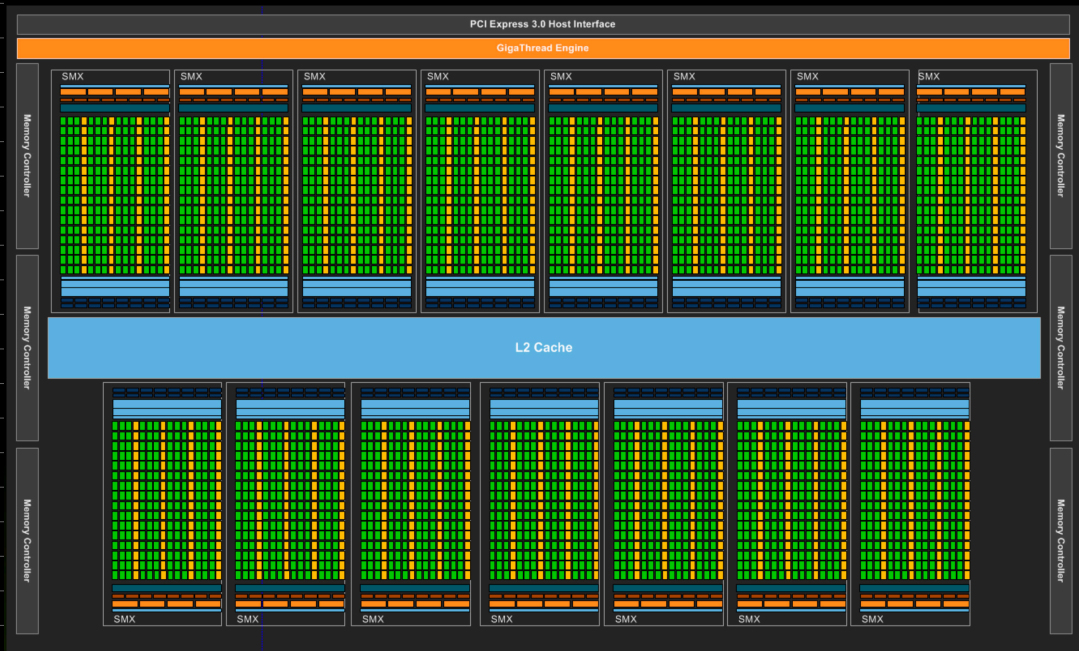 PCI Express 3.0 Host Interface
GigaThread Engine
SMX
SMX
SMX
SMX
SMX
SMX
SMX
SMX
Memory Controller
Memory Controller
Memory Controller
L2 Cache
Memory Controller
Memory Controller
Memory Controller
SMX
SMX
SMX
SMX
SMX
SMX
SMX